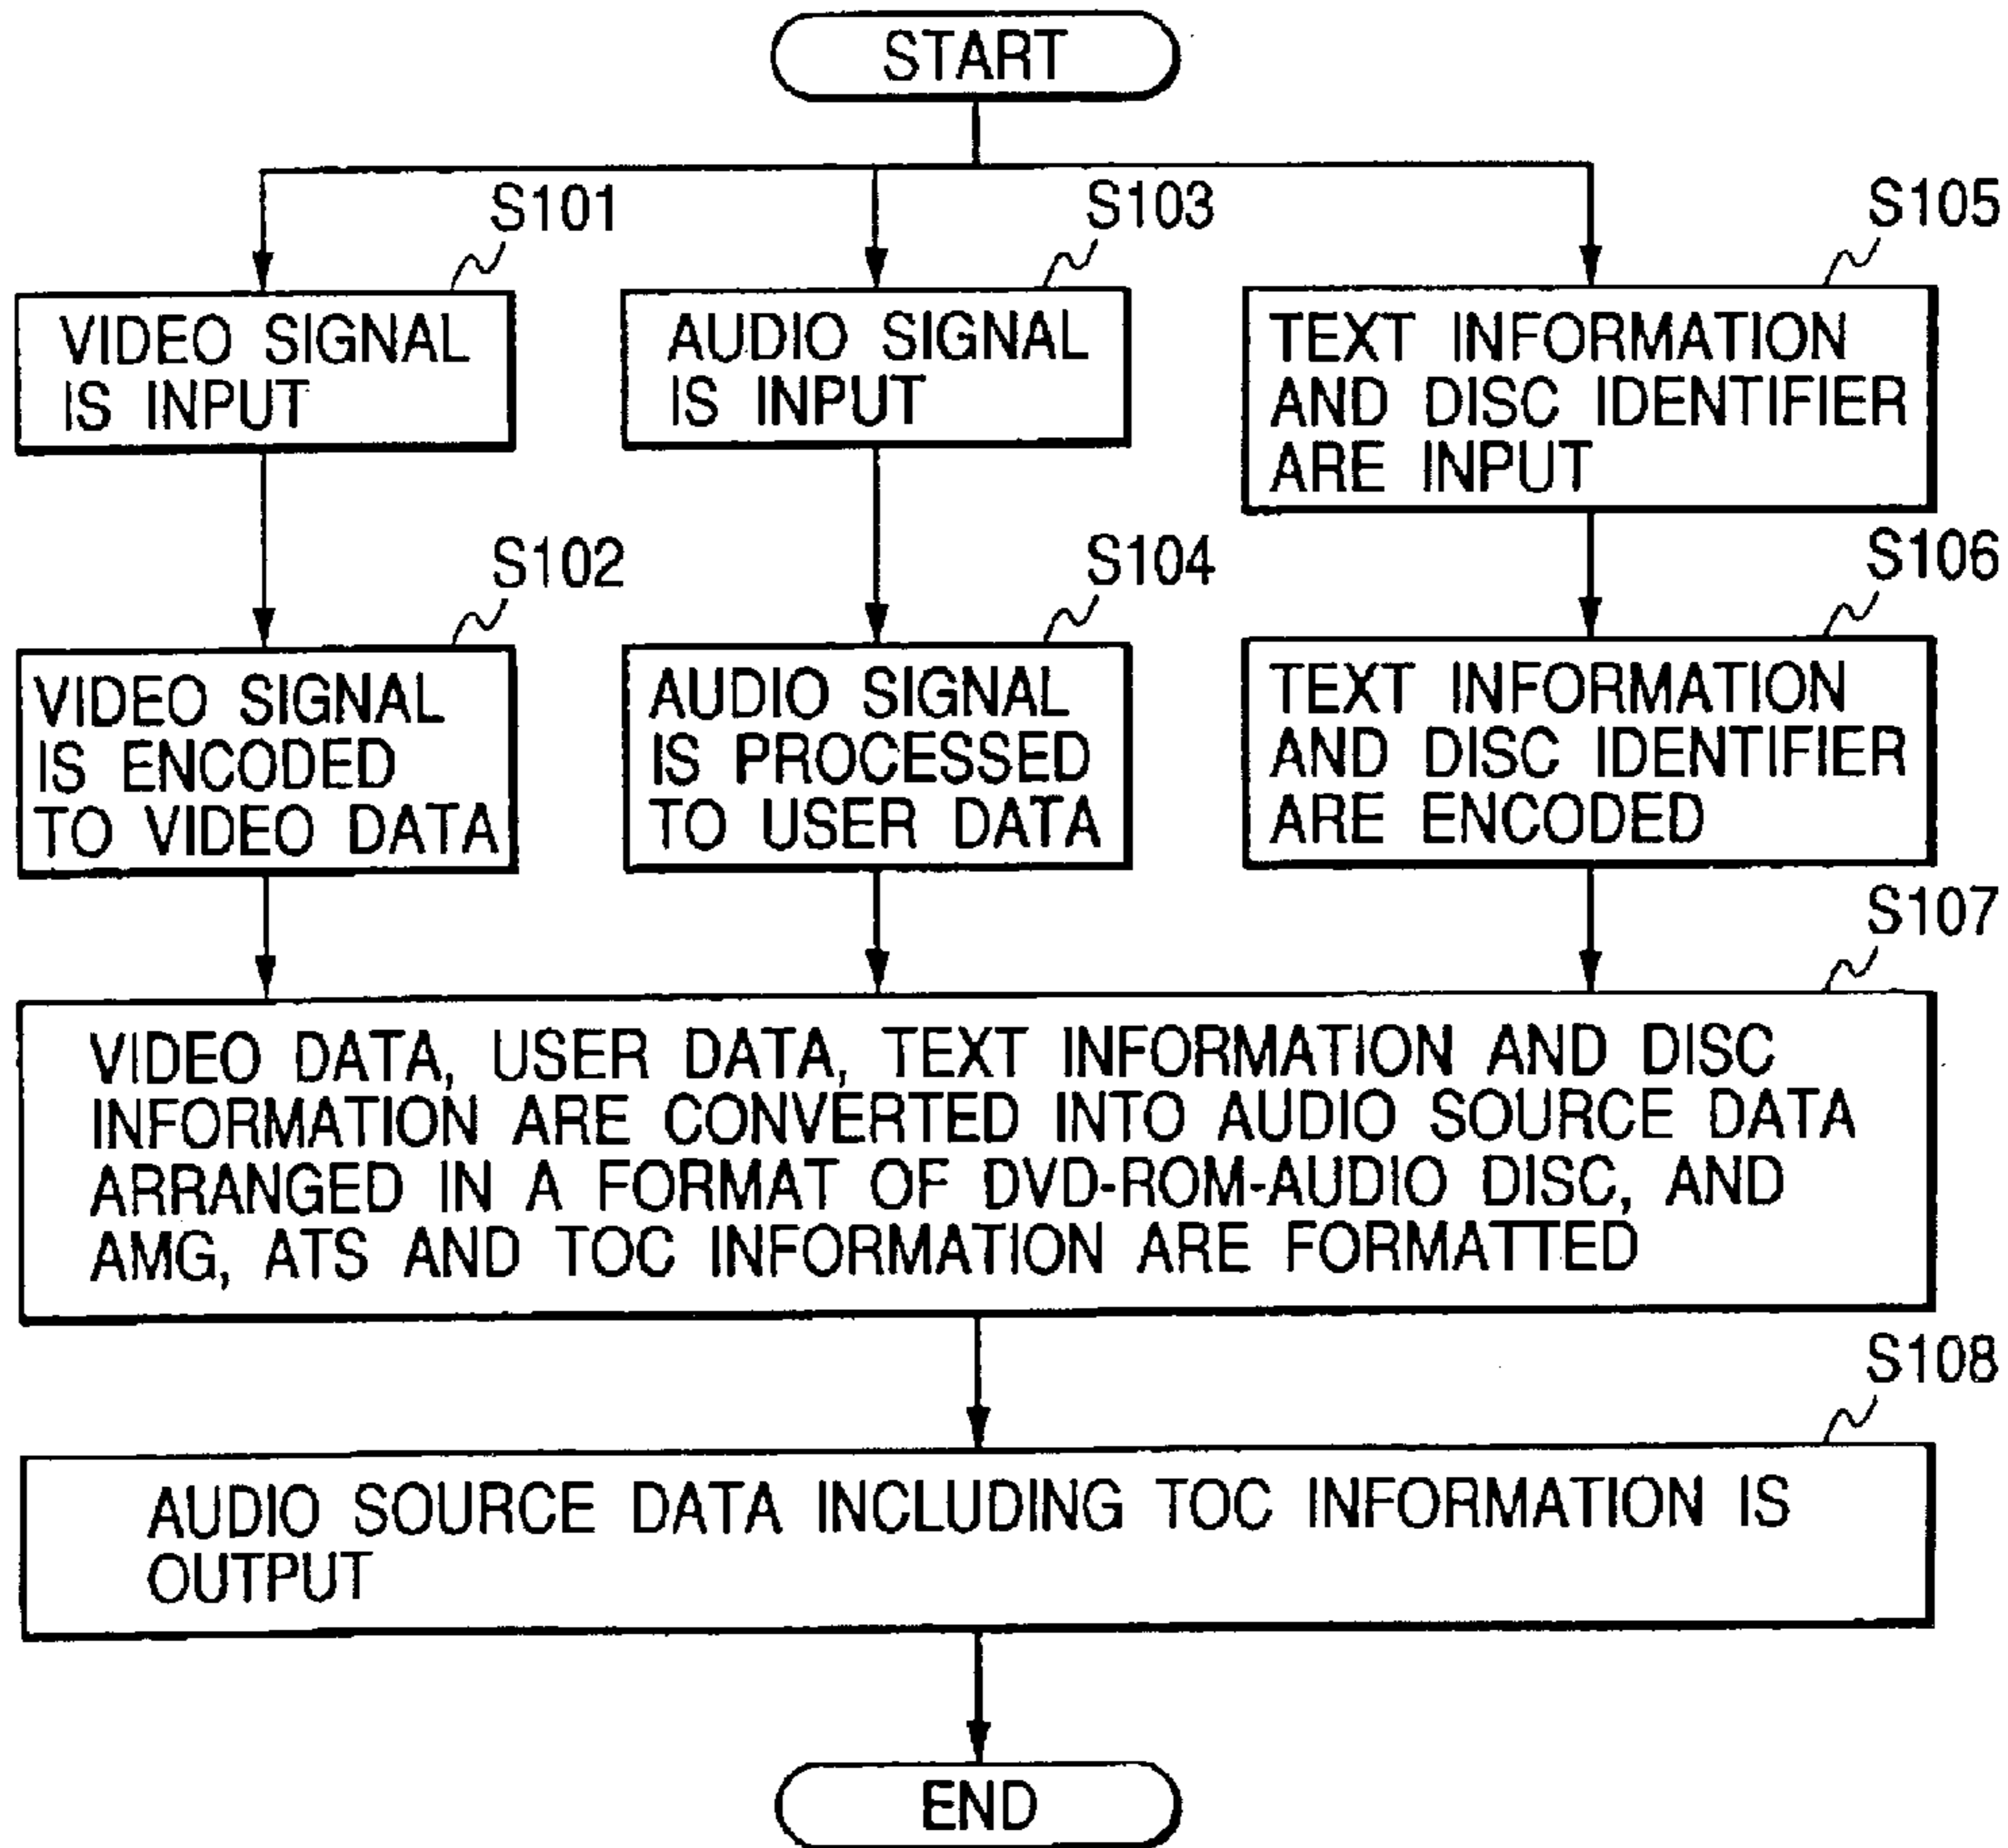 START
S101
S103
S105
VIDEO SIGNAL
IS INPUT
AUDIO SIGNAL
IS INPUT
TEXT INFORMATION
AND DISC IDENTIFIER
ARE INPUT
S102
S104
S106
VIDEO SIGNAL
IS ENCODED
TO VIDEO DATA
AUDIO SIGNAL
IS PROCESSED
TO USER DATA
TEXT INFORMATION
AND DISC IDENTIFIER
ARE ENCODED
S107
VIDEO DATA, USER DATA, TEXT INFORMATION AND DISC
INFORMATION ARE CONVERTED INTO AUDIO SOURCE DATA
ARRANGED IN A FORMAT OF DVD-ROM-AUDIO DISC, AND
AMG, ATS AND TOC INFORMATION ARE FORMATTED
S108
AUDIO SOURCE DATA INCLUDING TOC INFORMATION IS
OUTPUT
END